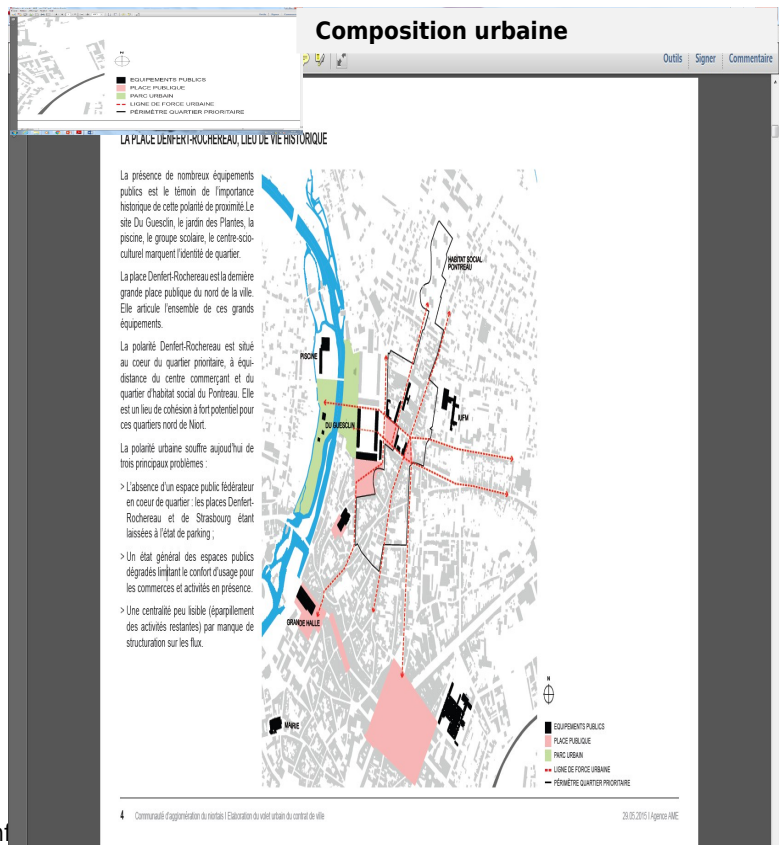 Composition urbaine
Outils Signer Commentaire
N
EQUIPEMENTS PUBLICS
PLACE PUBLIQUE
PARC URBAIN
LIGNE DE FORCE URBAINE
PÉRIMÈTRE QUARTIER PRIORITAIRE
LA PLACE DENFERT-ROCHEREAU, LIEU DE VIE HISTORIQUE
La présence de nombreux équipements
publics est le témoin de l'importance
historique de cette polarité de proximité.Le
site Du Guesclin, le jardin des Plantes, la
piscine, le groupe scolaire, le centre-socio-
culturel marquent l'identité de quartier.
La place Denfert-Rochereau est la dernière
grande place publique du nord de la ville.
Elle articule l'ensemble de ces grands
équipements.
La polarité Denfert-Rochereau est situé
au coeur du quartier prioritaire, à équi-
distance du centre commerçant et du
quartier d'habitat social du Pontreau. Elle
est un lieu de cohésion à fort potentiel pour
ces quartiers nord de Niort.
La polarité urbaine souffre aujourd'hui de
trois principaux problèmes :
> L'absence d'un espace public fédérateur
en coeur de quartier : les places Denfert-
Rochereau et de Strasbourg étant
laissées à l'état de parking ;
> Un état général des espaces publics
dégradés limitant le confort d'usage pour
les commerces et activités en présence.
> Une centralité peu lisible (éparpillement
des activités restantes) par manque de
structuration sur les flux.
HABITAT SOCIAL
PONTREAU
PISCINE
IUFM
DU GUESCLIN
GRANDE HALLE
MAIRIE
N
EQUIPEMENTS PUBLICS
PLACE PUBLIQUE
PARC URBAIN
LIGNE DE FORCE URBAINE
PÉRIMÈTRE QUARTIER PRIORITAIRE
4 Communauté d'agglomération du niortais I Elaboration du volet urbain du contrat de ville
29.05.2015 I Agence AME